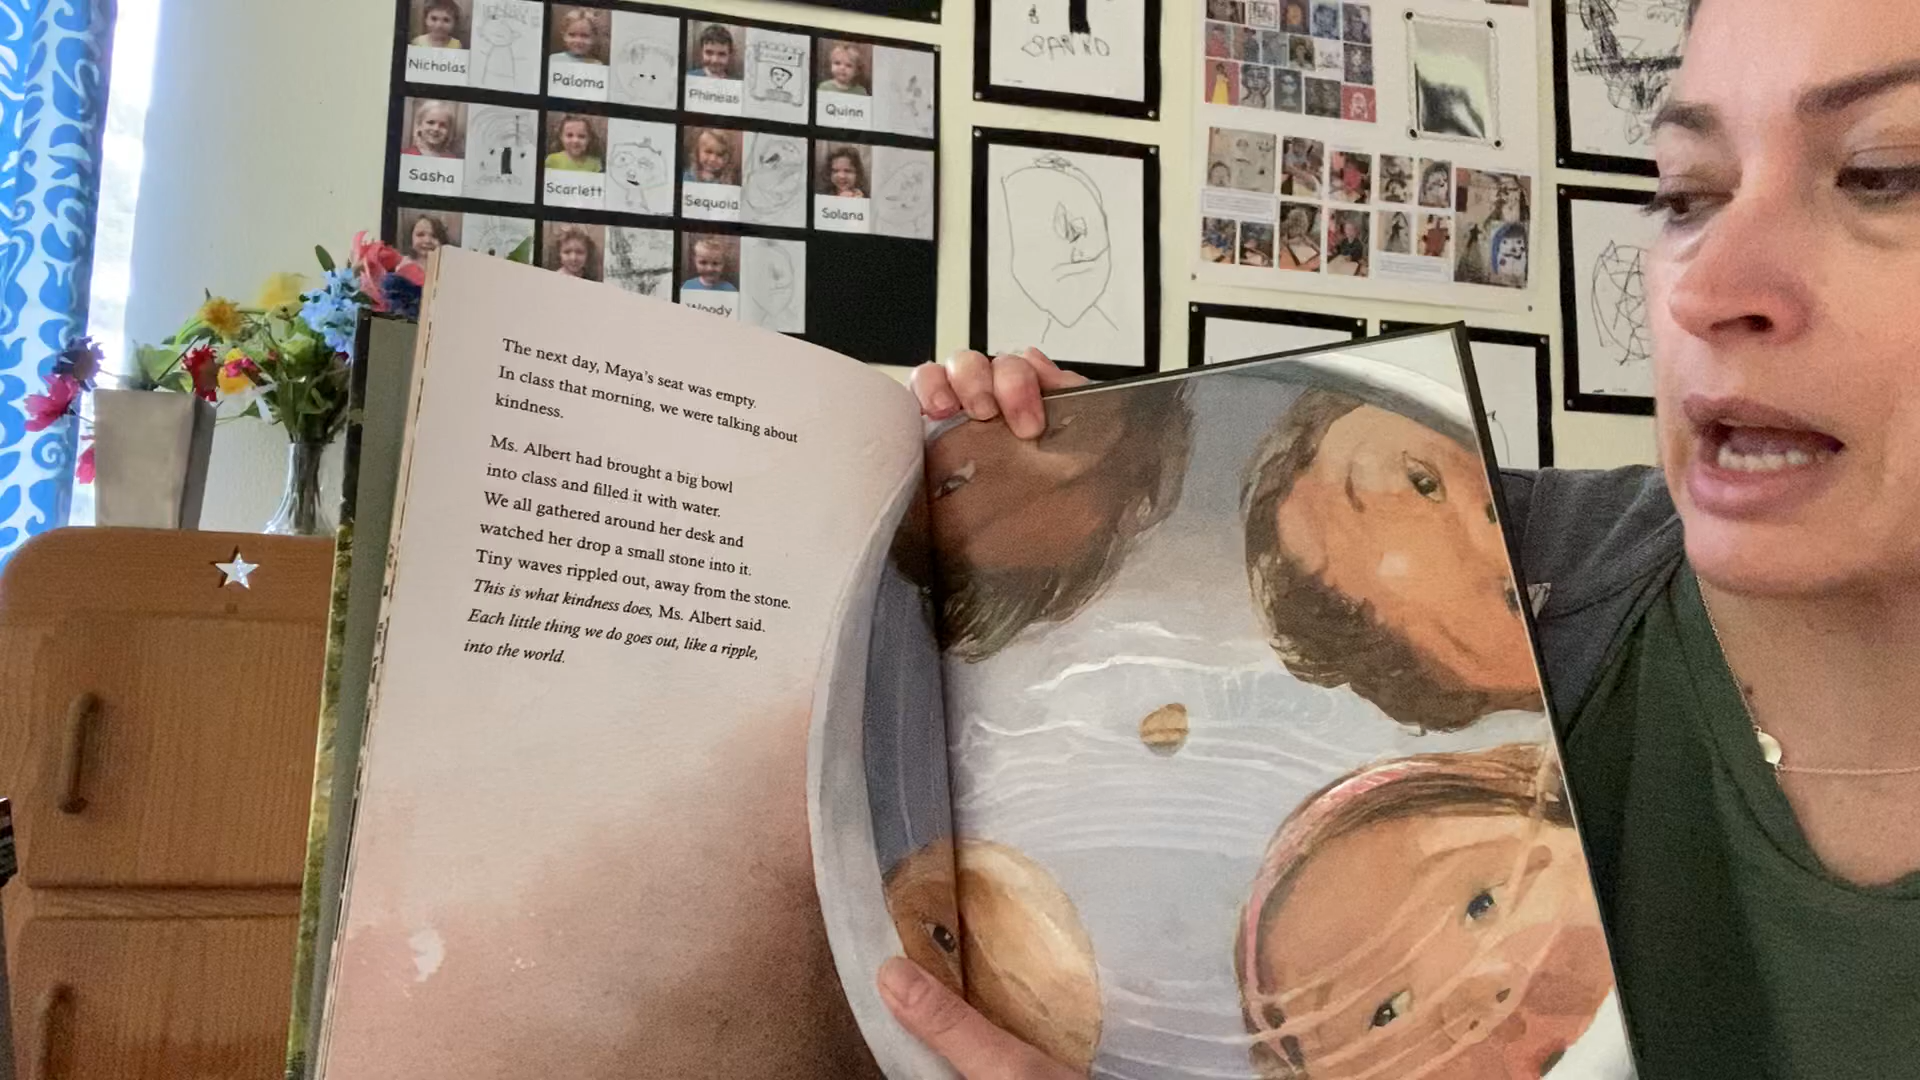 Nicholas
Paloma
Phineas
Quinn
Sasha
Scarlett
Sequoia
Solana
Woody
The next day, Maya's seat was empty.
In class that morning, we were talking about
kindness.
Ms. Albert had brought a big bowl
into class and filled it with water.
We all gathered around her desk and
watched her drop a small stone into it.
Tiny waves rippled out, away from the stone.
This is what kindness does, Ms. Albert said.
Each little thing we do goes out, like a ripple,
into the world.